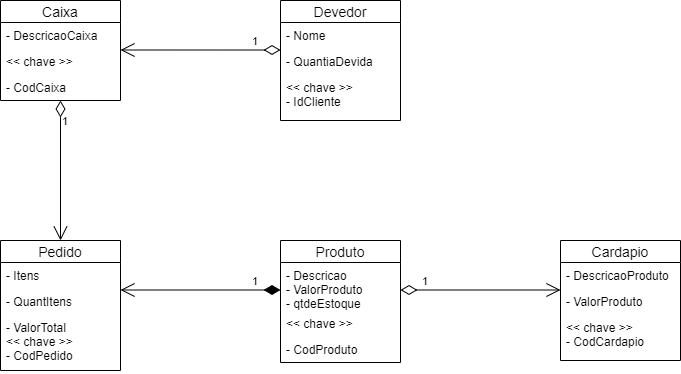 Caixa
- DescricaoCaixa
<< chave >>
- CodCaixa
1
Devedor
- Nome
- QuantiaDevida
<< chave >>
- IdCliente
1
Pedido
- Itens
- QuantItens
- ValorTotal
<< chave >>
- CodPedido
1
Produto
- Descricao
- ValorProduto
- qtdeEstoque
<< chave >>
- CodProduto
1
Cardapio
- DescricaoProduto
- ValorProduto
<< chave >>
- CodCardapio